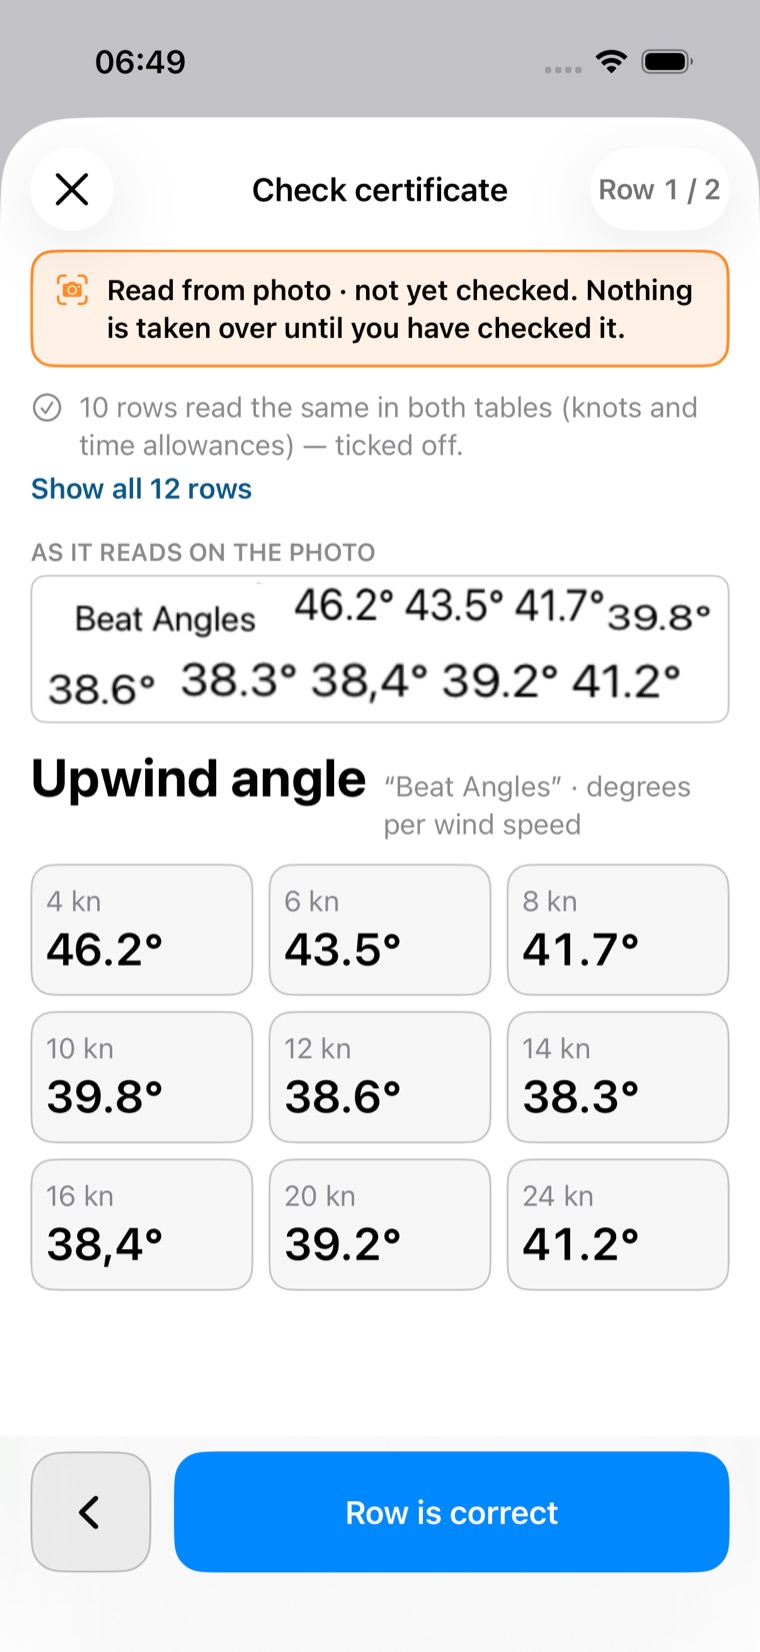 06:49
Check certificate
Row 1 / 2
Read from photo · not yet checked. Nothing
is taken over until you have checked it.
10 rows read the same in both tables (knots and
time allowances) — ticked off.
Show all 12 rows
AS IT READS ON THE PHOTO
Beat Angles 46.2° 43.5° 41.7° 39.8°
38.6° 38.3° 38,4° 39.2° 41.2°
Upwind angle “Beat Angles” · degrees
per wind speed
4 kn 6 kn 8 kn
46.2° 43.5° 41.7°
10 kn 12 kn 14 kn
39.8° 38.6° 38.3°
16 kn 20 kn 24 kn
38,4° 39.2° 41.2°
Row is correct